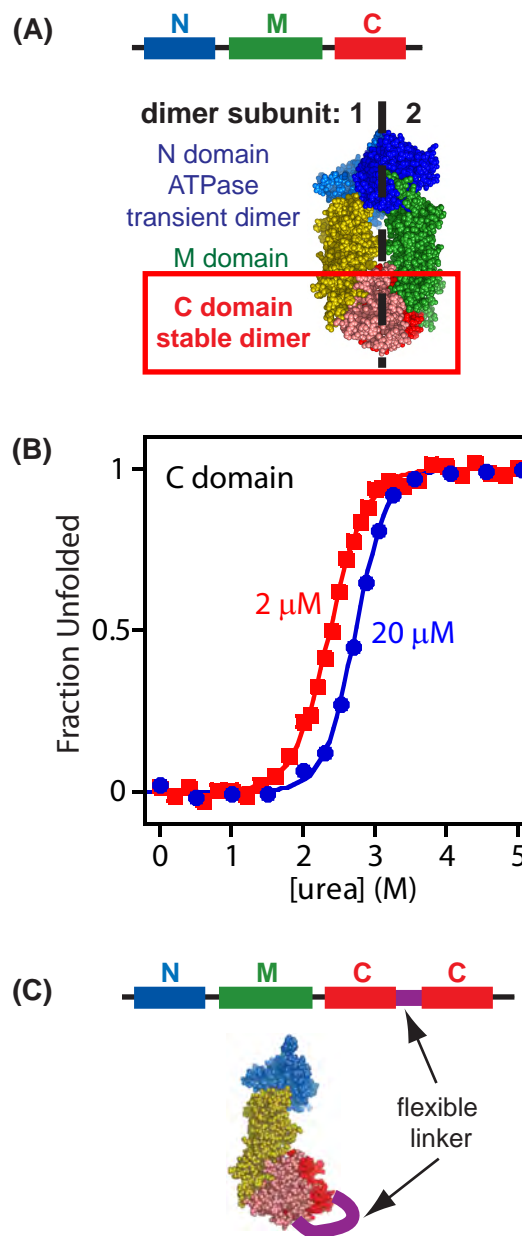 (A)
N M C
dimer subunit: 1 2
N domain
ATPase
transient dimer
M domain
C domain
stable dimer
(B)
C domain
1
0.5
0
Fraction Unfolded
2 μM
20 μM
0 1 2 3 4 5
[urea] (M)
(C)
N M C C
flexible
linker